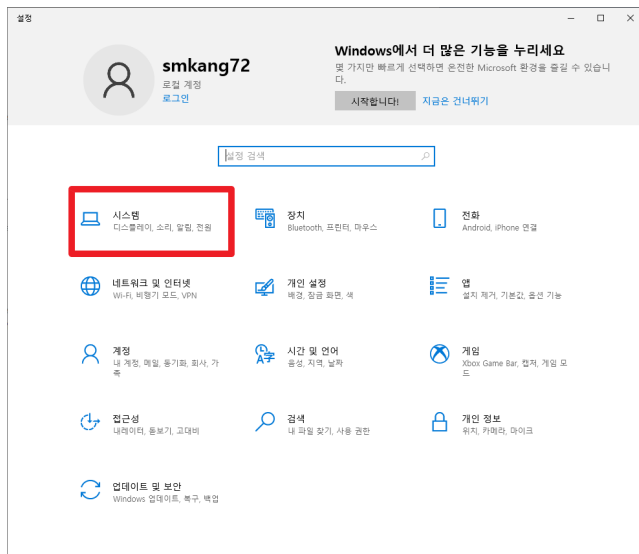 설정
smkang72
로컬 계정
로그인
Windows에서 더 많은 기능을 누리세요
몇 가지만 빠르게 선택하면 온전한 Microsoft 환경을 즐길 수 있습니
다.
시작합니다!
지금은 건너뛰기
설정 검색
시스템
디스플레이, 소리, 알림, 전원
장치
Bluetooth, 프린터, 마우스
전화
Android, iPhone 연결
네트워크 및 인터넷
Wi-Fi, 비행기 모드, VPN
개인 설정
배경, 잠금 화면, 색
앱
설치 제거, 기본값, 옵션 기능
계정
내 계정, 메일, 동기화, 회사, 가
족
시간 및 언어
음성, 지역, 날짜
게임
Xbox Game Bar, 캡처, 게임 모
드
접근성
내레이터, 돋보기, 고대비
검색
내 파일 찾기, 사용 권한
개인 정보
위치, 카메라, 마이크
업데이트 및 보안
Windows 업데이트, 복구, 백업